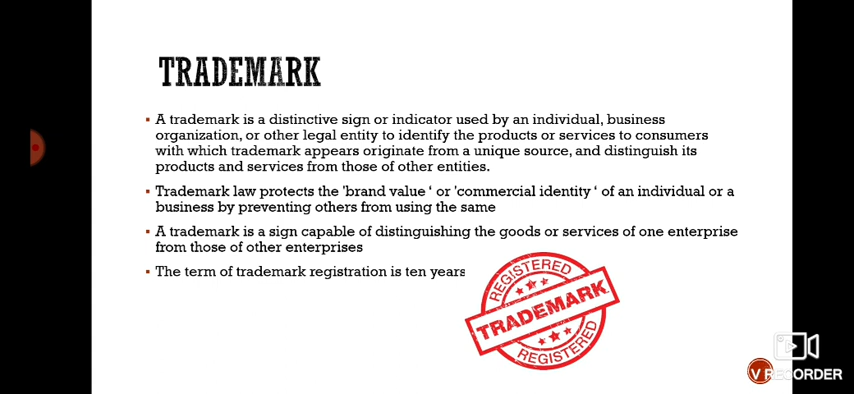 TRADEMARK
A trademark is a distinctive sign or indicator used by an individual, business
organization, or other legal entity to identify the products or services to consumers
with which trademark appears originate from a unique source, and distinguish its
products and services from those of other entities.
Trademark law protects the 'brand value ‘ or 'commercial identity ‘ of an individual or a
business by preventing others from using the same
A trademark is a sign capable of distinguishing the goods or services of one enterprise
from those of other enterprises
The term of trademark registration is ten years
REGISTERED
TRADEMARK
REGISTERED
V RECORDER